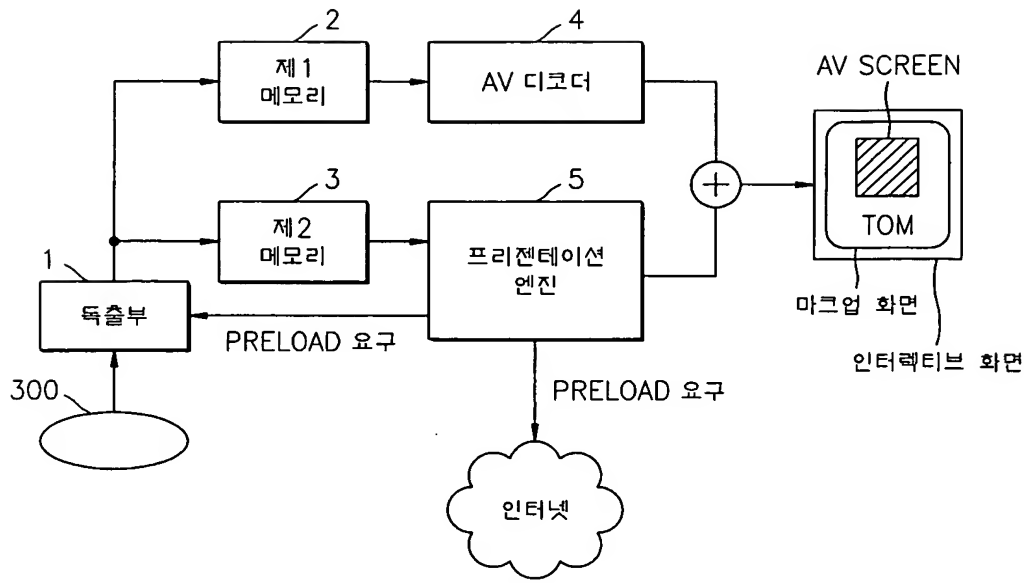 2
4
제1
메모리
AV 디코더
AV SCREEN
3
5
제2
메모리
프리젠테이션
엔진
TOM
1
독출부
PRELOAD 요구
마크업 화면
인터렉티브 화면
300
PRELOAD 요구
인터넷